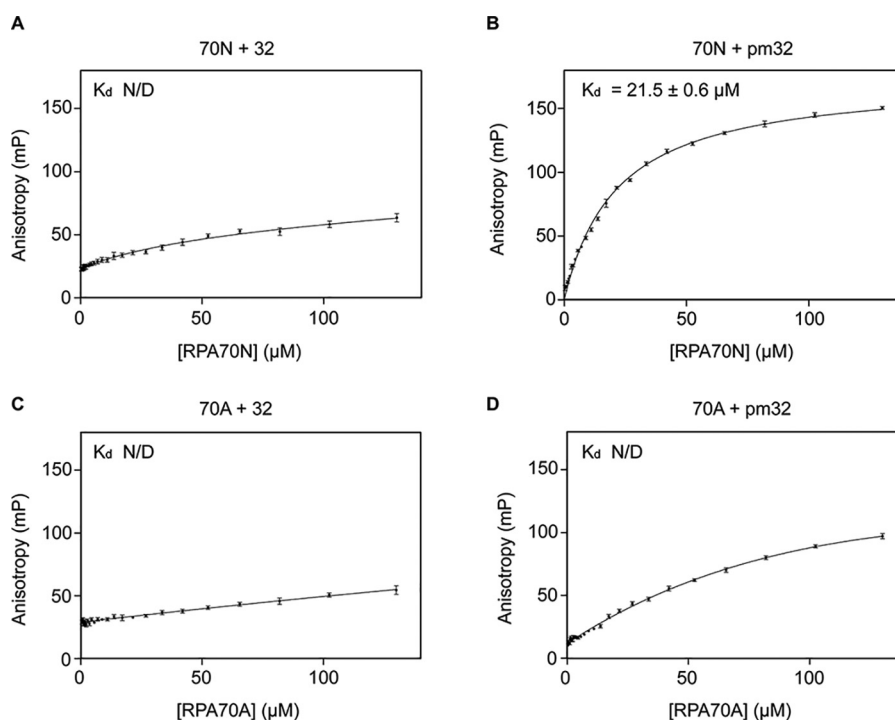 A
70N + 32
Kd N/D
150
100
50
0
Anisotropy (mP)
0 50 100
[RPA70N] (µM)
B
70N + pm32
Kd = 21.5 ± 0.6 µM
150
100
50
0
Anisotropy (mP)
0 50 100
[RPA70N] (µM)
C
70A + 32
Kd N/D
150
100
50
0
Anisotropy (mP)
0 50 100
[RPA70A] (µM)
D
70A + pm32
Kd N/D
150
100
50
0
Anisotropy (mP)
0 50 100
[RPA70A] (µM)